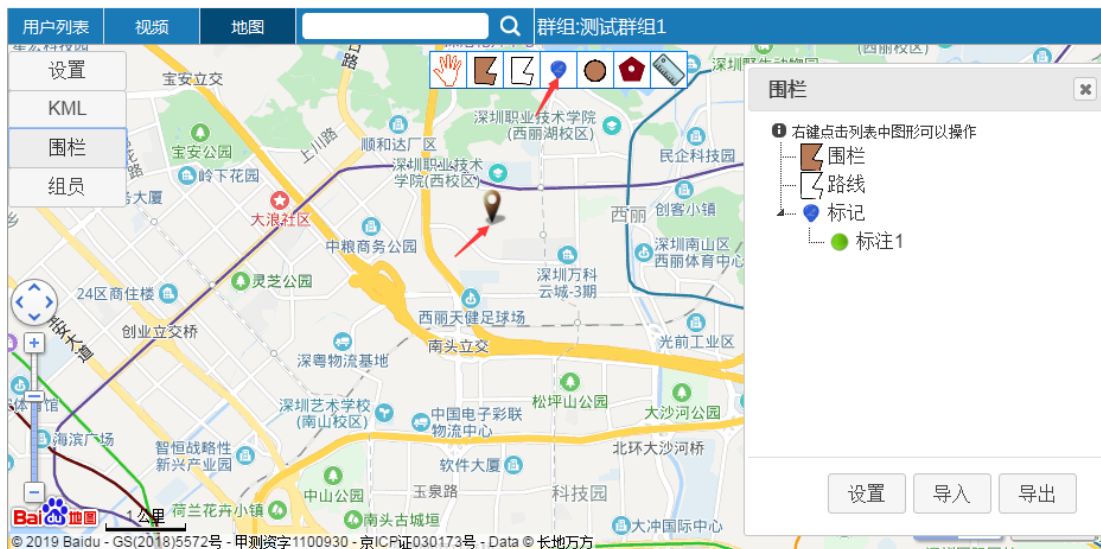 用户列表
视频
地图
群组:测试群组1
设置
KML
围栏
组员
宝安立交
路
深圳职业技术学院
(西丽湖校区)
(西丽校区)
宝安公园
上川路
顺和达厂区
民企科技园
岭下花园
深圳职业技术
学院(西校区)
大浪社区
西丽
创客小镇
中粮商务公园
深圳南山区
西丽体育中心
灵芝公园
深圳万科
云城-3期
24区商住楼
西丽天健足球场
创业立交桥
南头立交
光前工业区
深粤物流基地
松坪山公园
大沙河公园
深圳艺术学校
(南山校区)
中国电子彩联
物流中心
海滨广场
智恒战略性
新兴产业园
北环大沙河桥
软件大厦
中山公园
玉泉路
科技园
荷兰花卉小镇
南头古城垣
大冲国际中心
Bai 地图
1 公里
© 2019 Baidu - GS(2018)5572号 - 甲测资字1100930 - 京ICP证030173号 - Data © 长地万方
围栏
右键点击列表中图形可以操作
围栏
路线
标记
标注1
设置
导入
导出